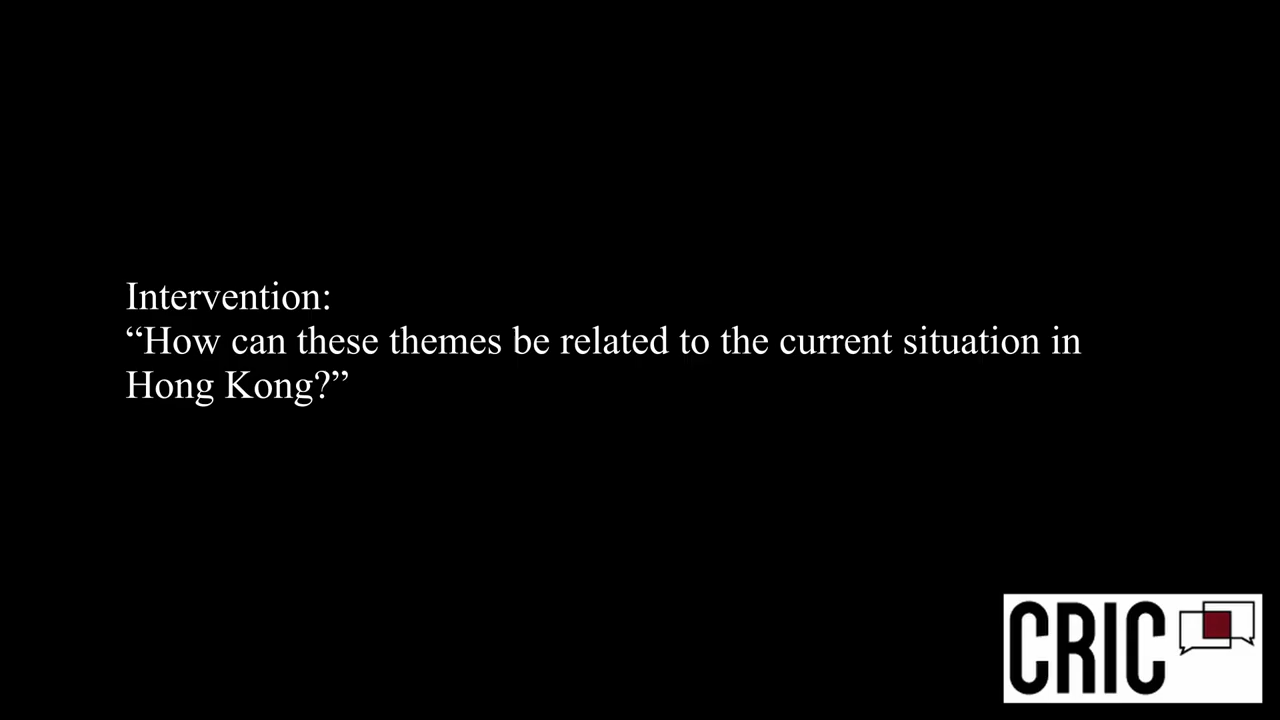 Intervention:
“How can these themes be related to the current situation in
Hong Kong?”
CRIC